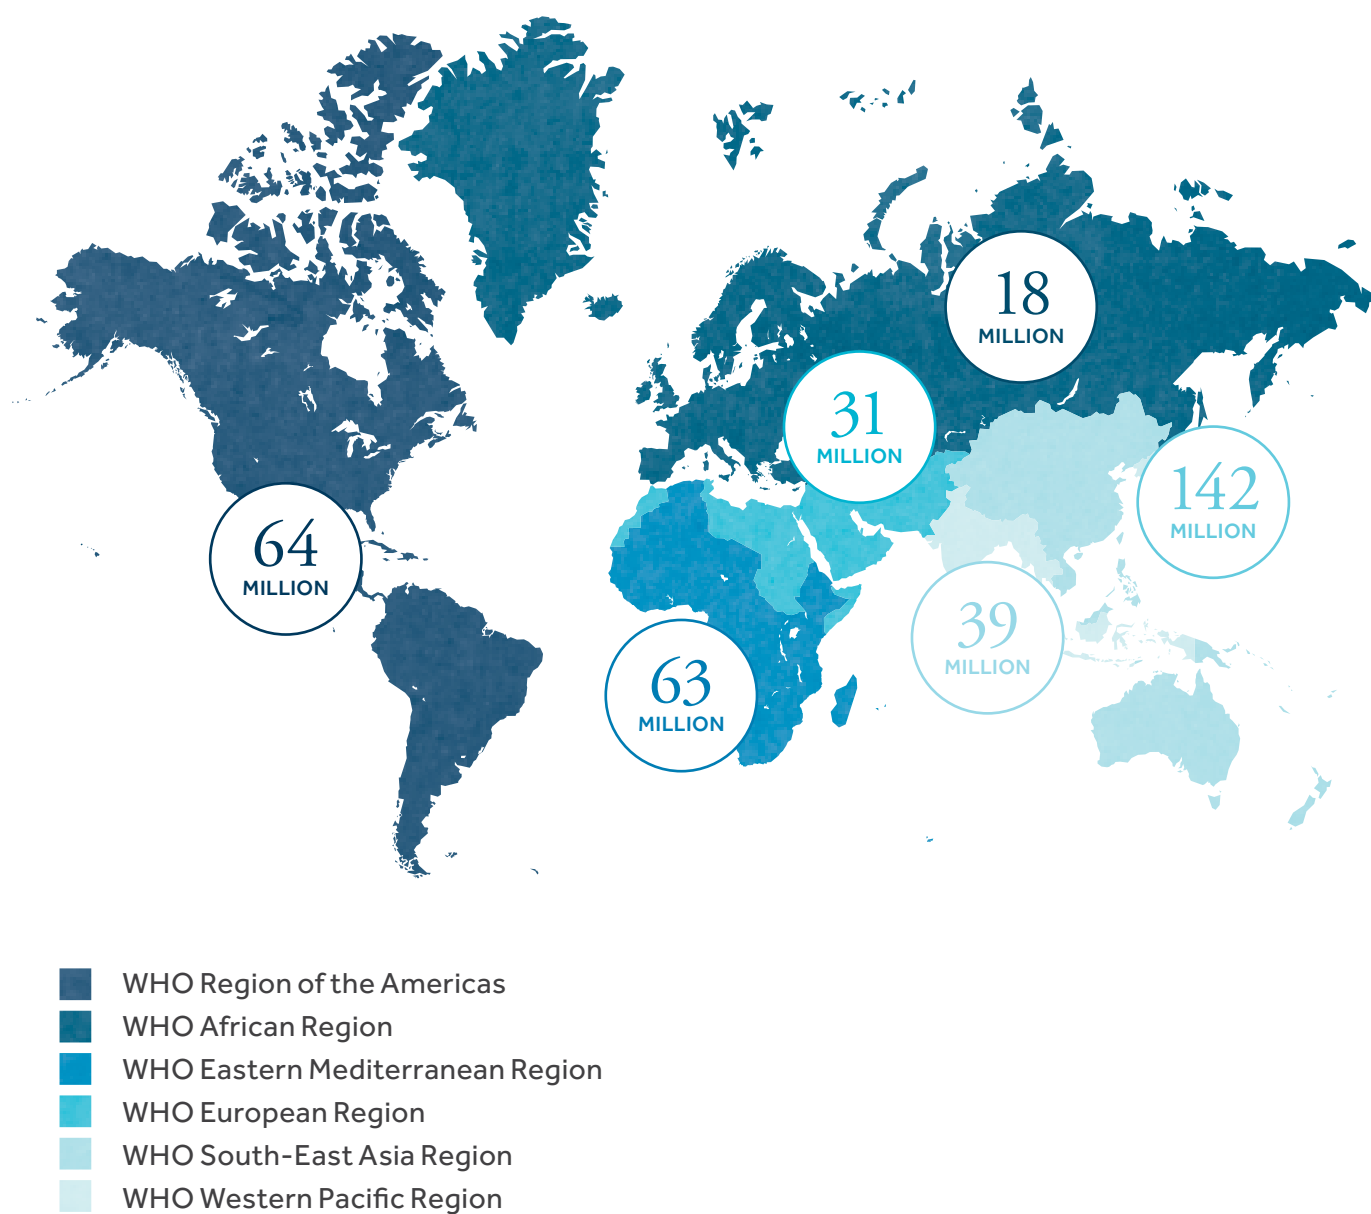 18
MILLION
31
MILLION
142
MILLION
64
MILLION
39
MILLION
63
MILLION
WHO Region of the Americas
WHO African Region
WHO Eastern Mediterranean Region
WHO European Region
WHO South-East Asia Region
WHO Western Pacific Region